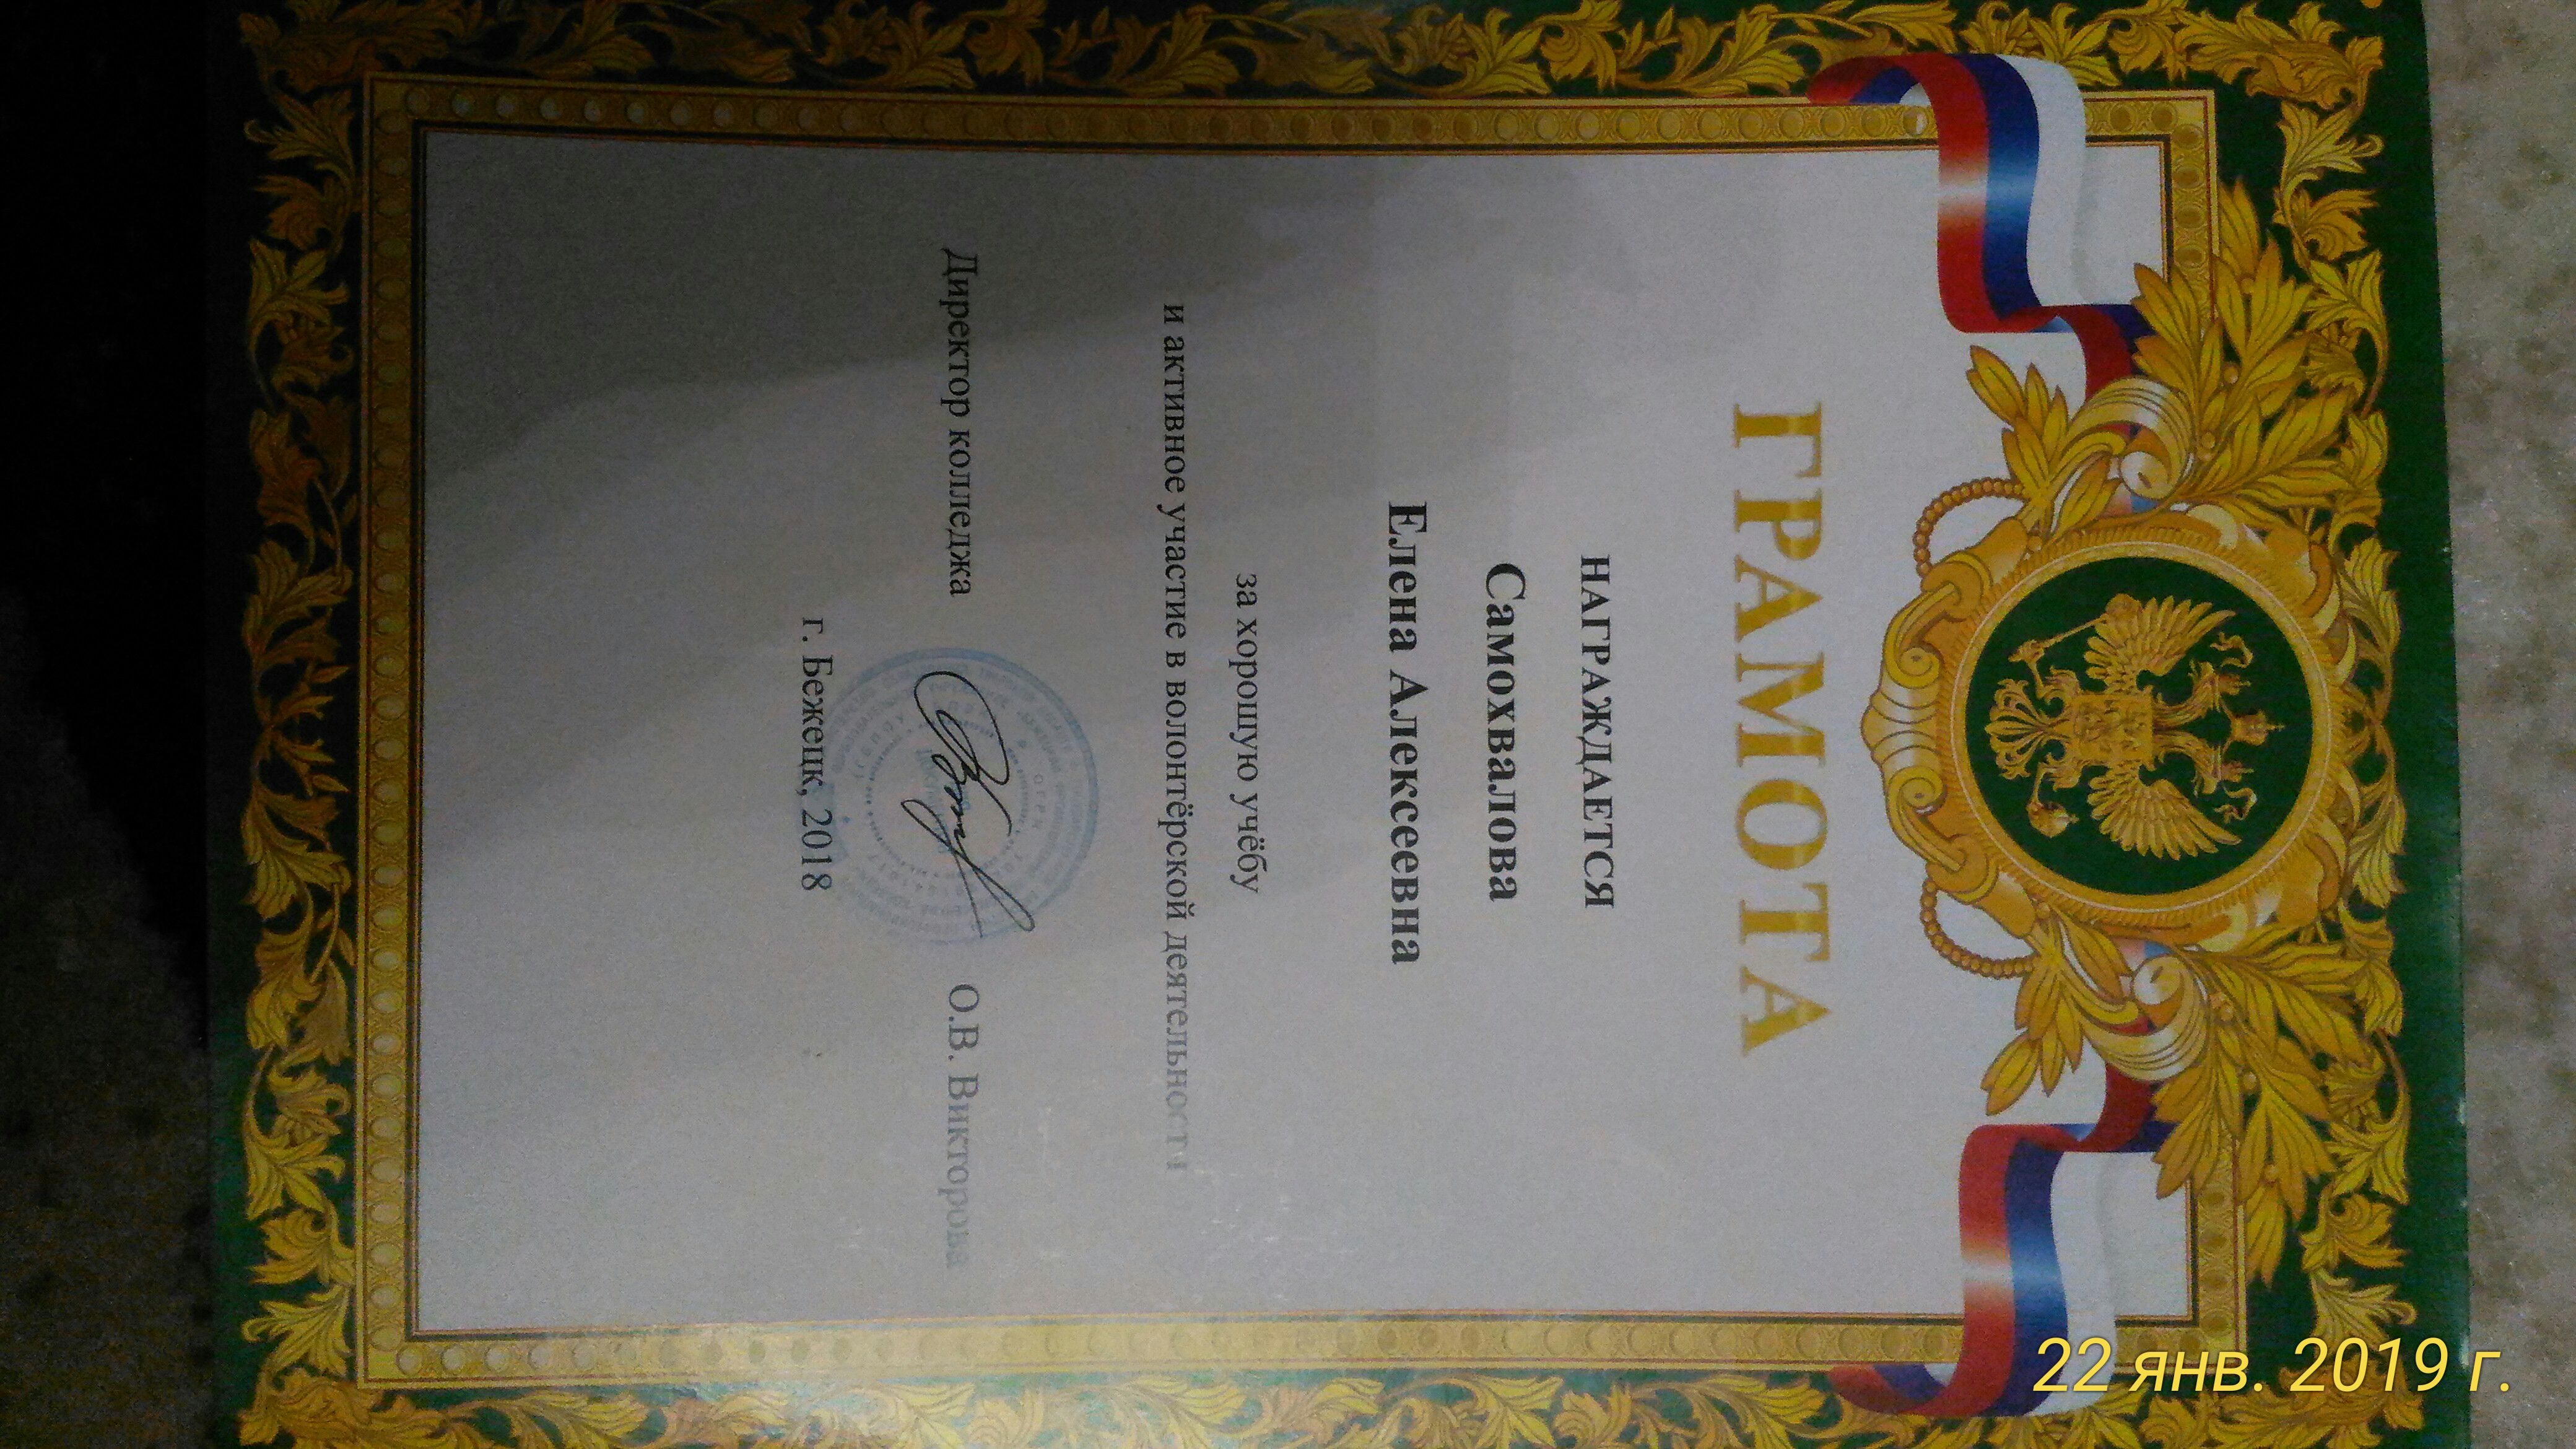 ГРАМОТА
НАГРАЖДАЕТСЯ
Самохвалова
Елена Алексеевна
за хорошую учёбу
и активное участие в волонтёрской деятельности
Директор колледжа О.В. Викторова
г. Бежецк, 2018
22 янв. 2019 г.